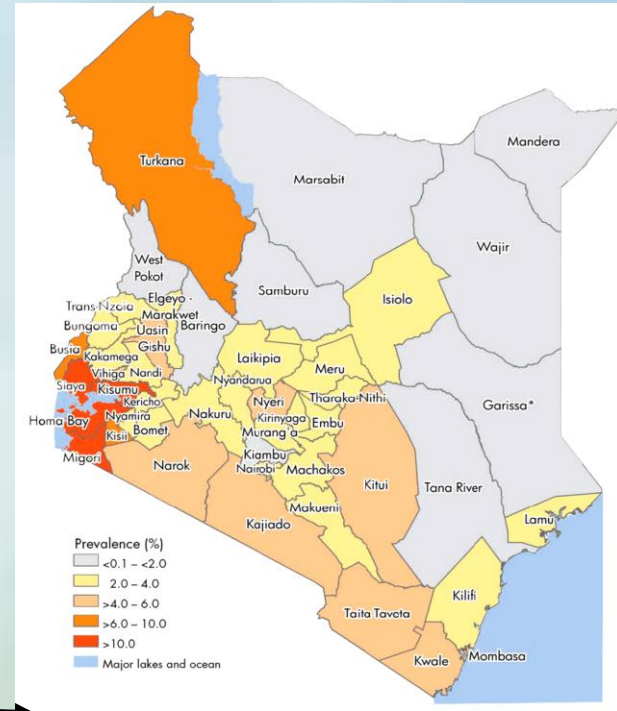 Mandera
Turkana
Marsabit
Wajir
West
Pokot
Samburu
Isiolo
Elgeyo -
Trans-Nzoia
Marakwet
Baringo
Bungoma
Uasin
Gishu
Busia
Kakamega
Laikipia
Meru
Vihiga
Nandi
Nyandarua
Siaya
Kisumu
Kericho
Nyeri
Tharaka-Nithi
Garissa*
Kirinyaga
Homa Bay
Nyamira
Nakuru
Embu
Murang'a
Kisii
Bomet
Kiambu
Migori
Nairobi
Machakos
Narok
Kitui
Tana River
Makueni
Kajiado
Lamu
Prevalence (%)
<0.1 – <2.0
2.0 – 4.0
>4.0 – 6.0
>6.0 – 10.0
>10.0
Major lakes and ocean
Kilifi
Taita Taveta
Kwale
Mombasa